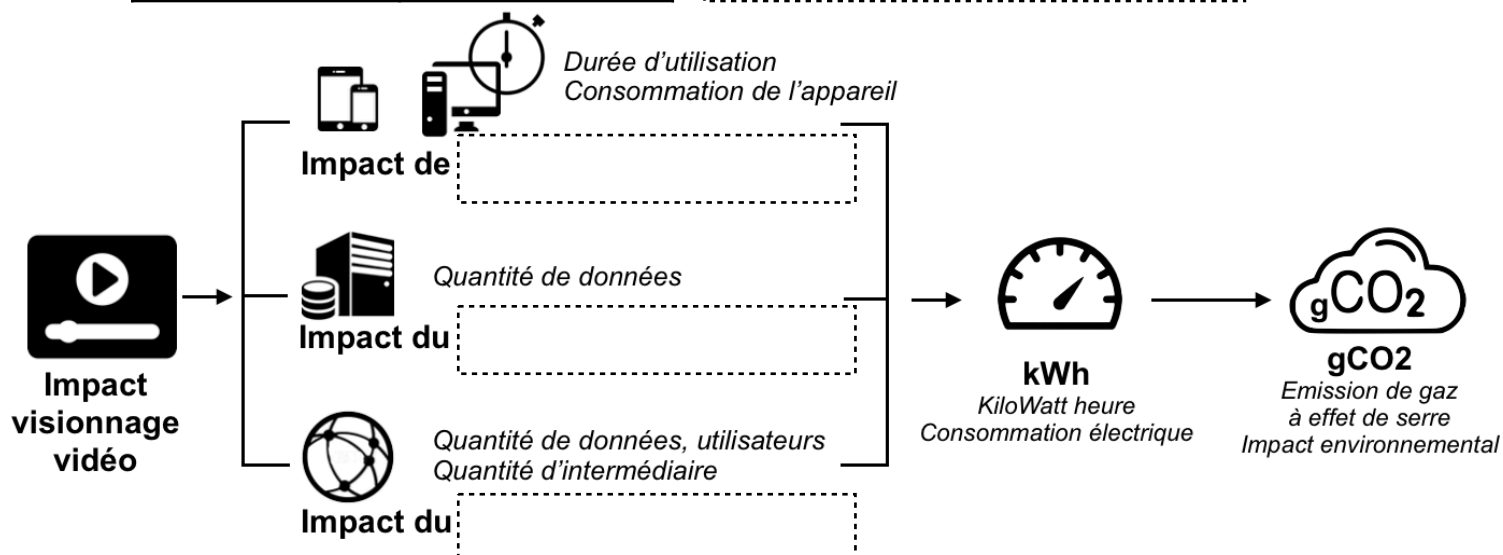 Durée d'utilisation
Consommation de l'appareil
Impact de
Quantité de données
Impact du
Quantité de données, utilisateurs
Quantité d'intermédiaire
Impact du
Impact
visionnage
vidéo
kWh
KiloWatt heure
Consommation électrique
gCO2
gCO2
Emission de gaz
à effet de serre
Impact environnemental